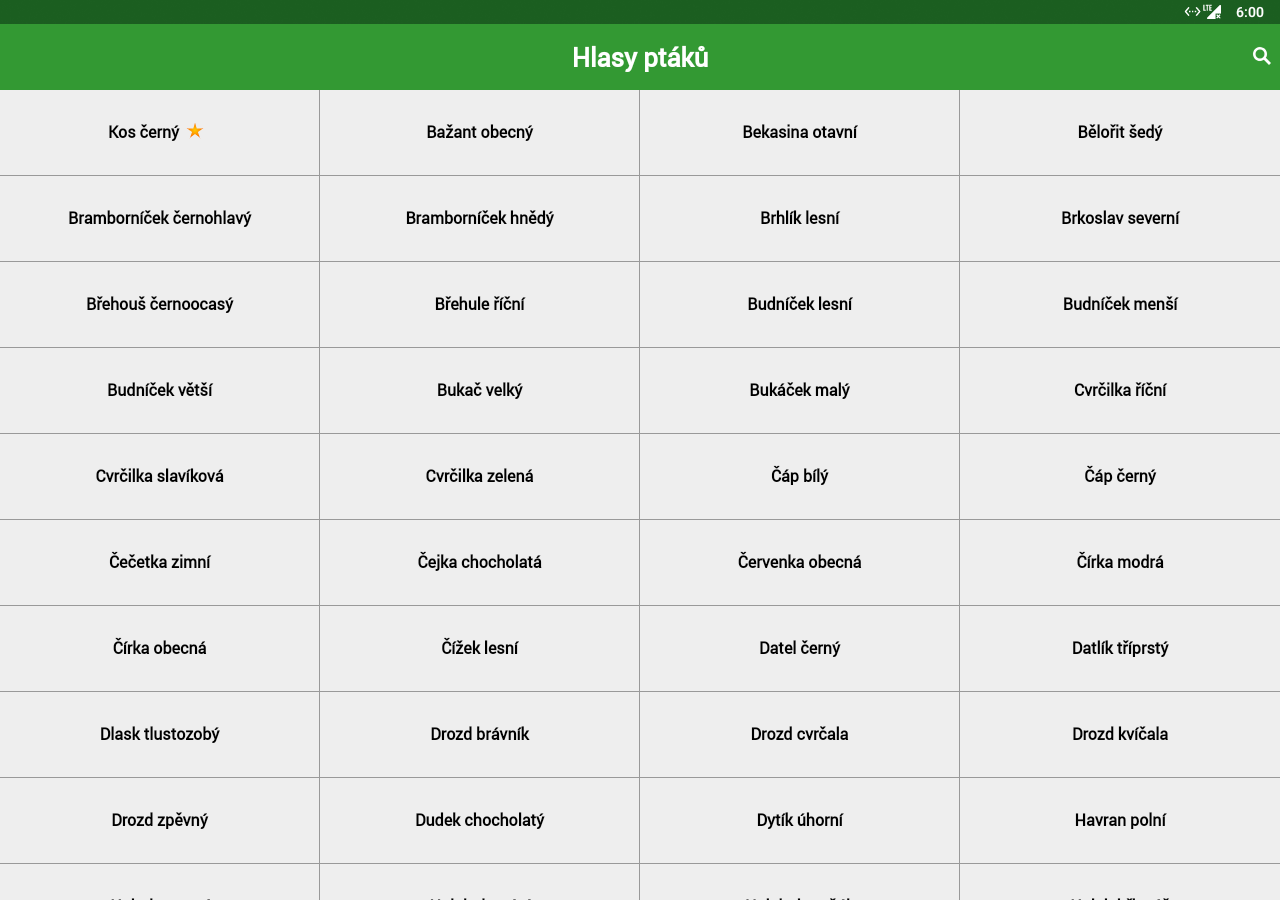 LTE 6:00
Hlasy ptáků
Kos černý
Bažant obecný
Bekasina otavní
Bělořit šedý
Bramborníček černohlavý
Bramborníček hnědý
Brhlík lesní
Brkoslav severní
Břehouš černoocasý
Břehule říční
Budníček lesní
Budníček menší
Budníček větší
Bukač velký
Bukáček malý
Cvrčilka říční
Cvrčilka slavíková
Cvrčilka zelená
Čáp bílý
Čáp černý
Čečetka zimní
Čejka chocholatá
Červenka obecná
Čírka modrá
Čírka obecná
Čížek lesní
Datel černý
Datlík tříprstý
Dlask tlustozobý
Drozd brávník
Drozd cvrčala
Drozd kvíčala
Drozd zpěvný
Dudek chocholatý
Dytík úhorní
Havran polní